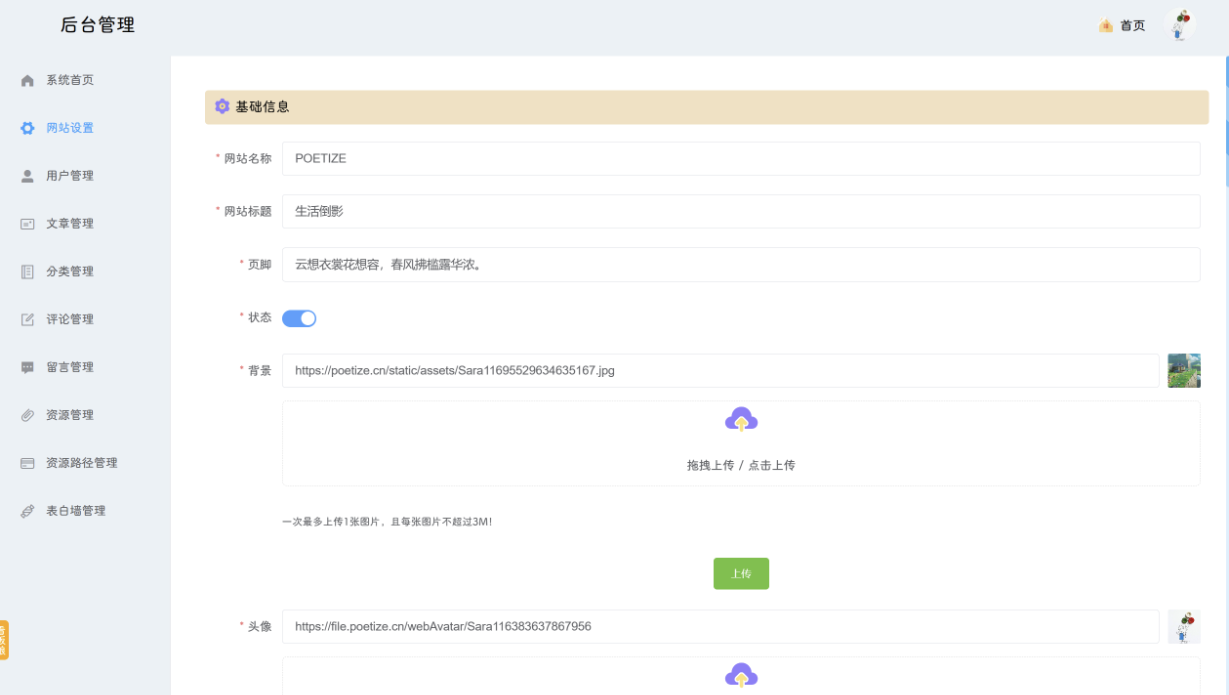 后台管理
首页
系统首页
网站设置
用户管理
文章管理
分类管理
评论管理
留言管理
资源管理
资源路径管理
表白墙管理
基础信息
* 网站名称 POETIZE
* 网站标题 生活倒影
* 页脚 云想衣裳花想容，春风拂槛露华浓。
* 状态
* 背景 https://poetize.cn/static/assets/Sara11695529634635167.jpg
拖拽上传 / 点击上传
一次最多上传1张图片，且每张图片不超过3M！
上传
* 头像 https://file.poetize.cn/webAvatar/Sara116383637867956